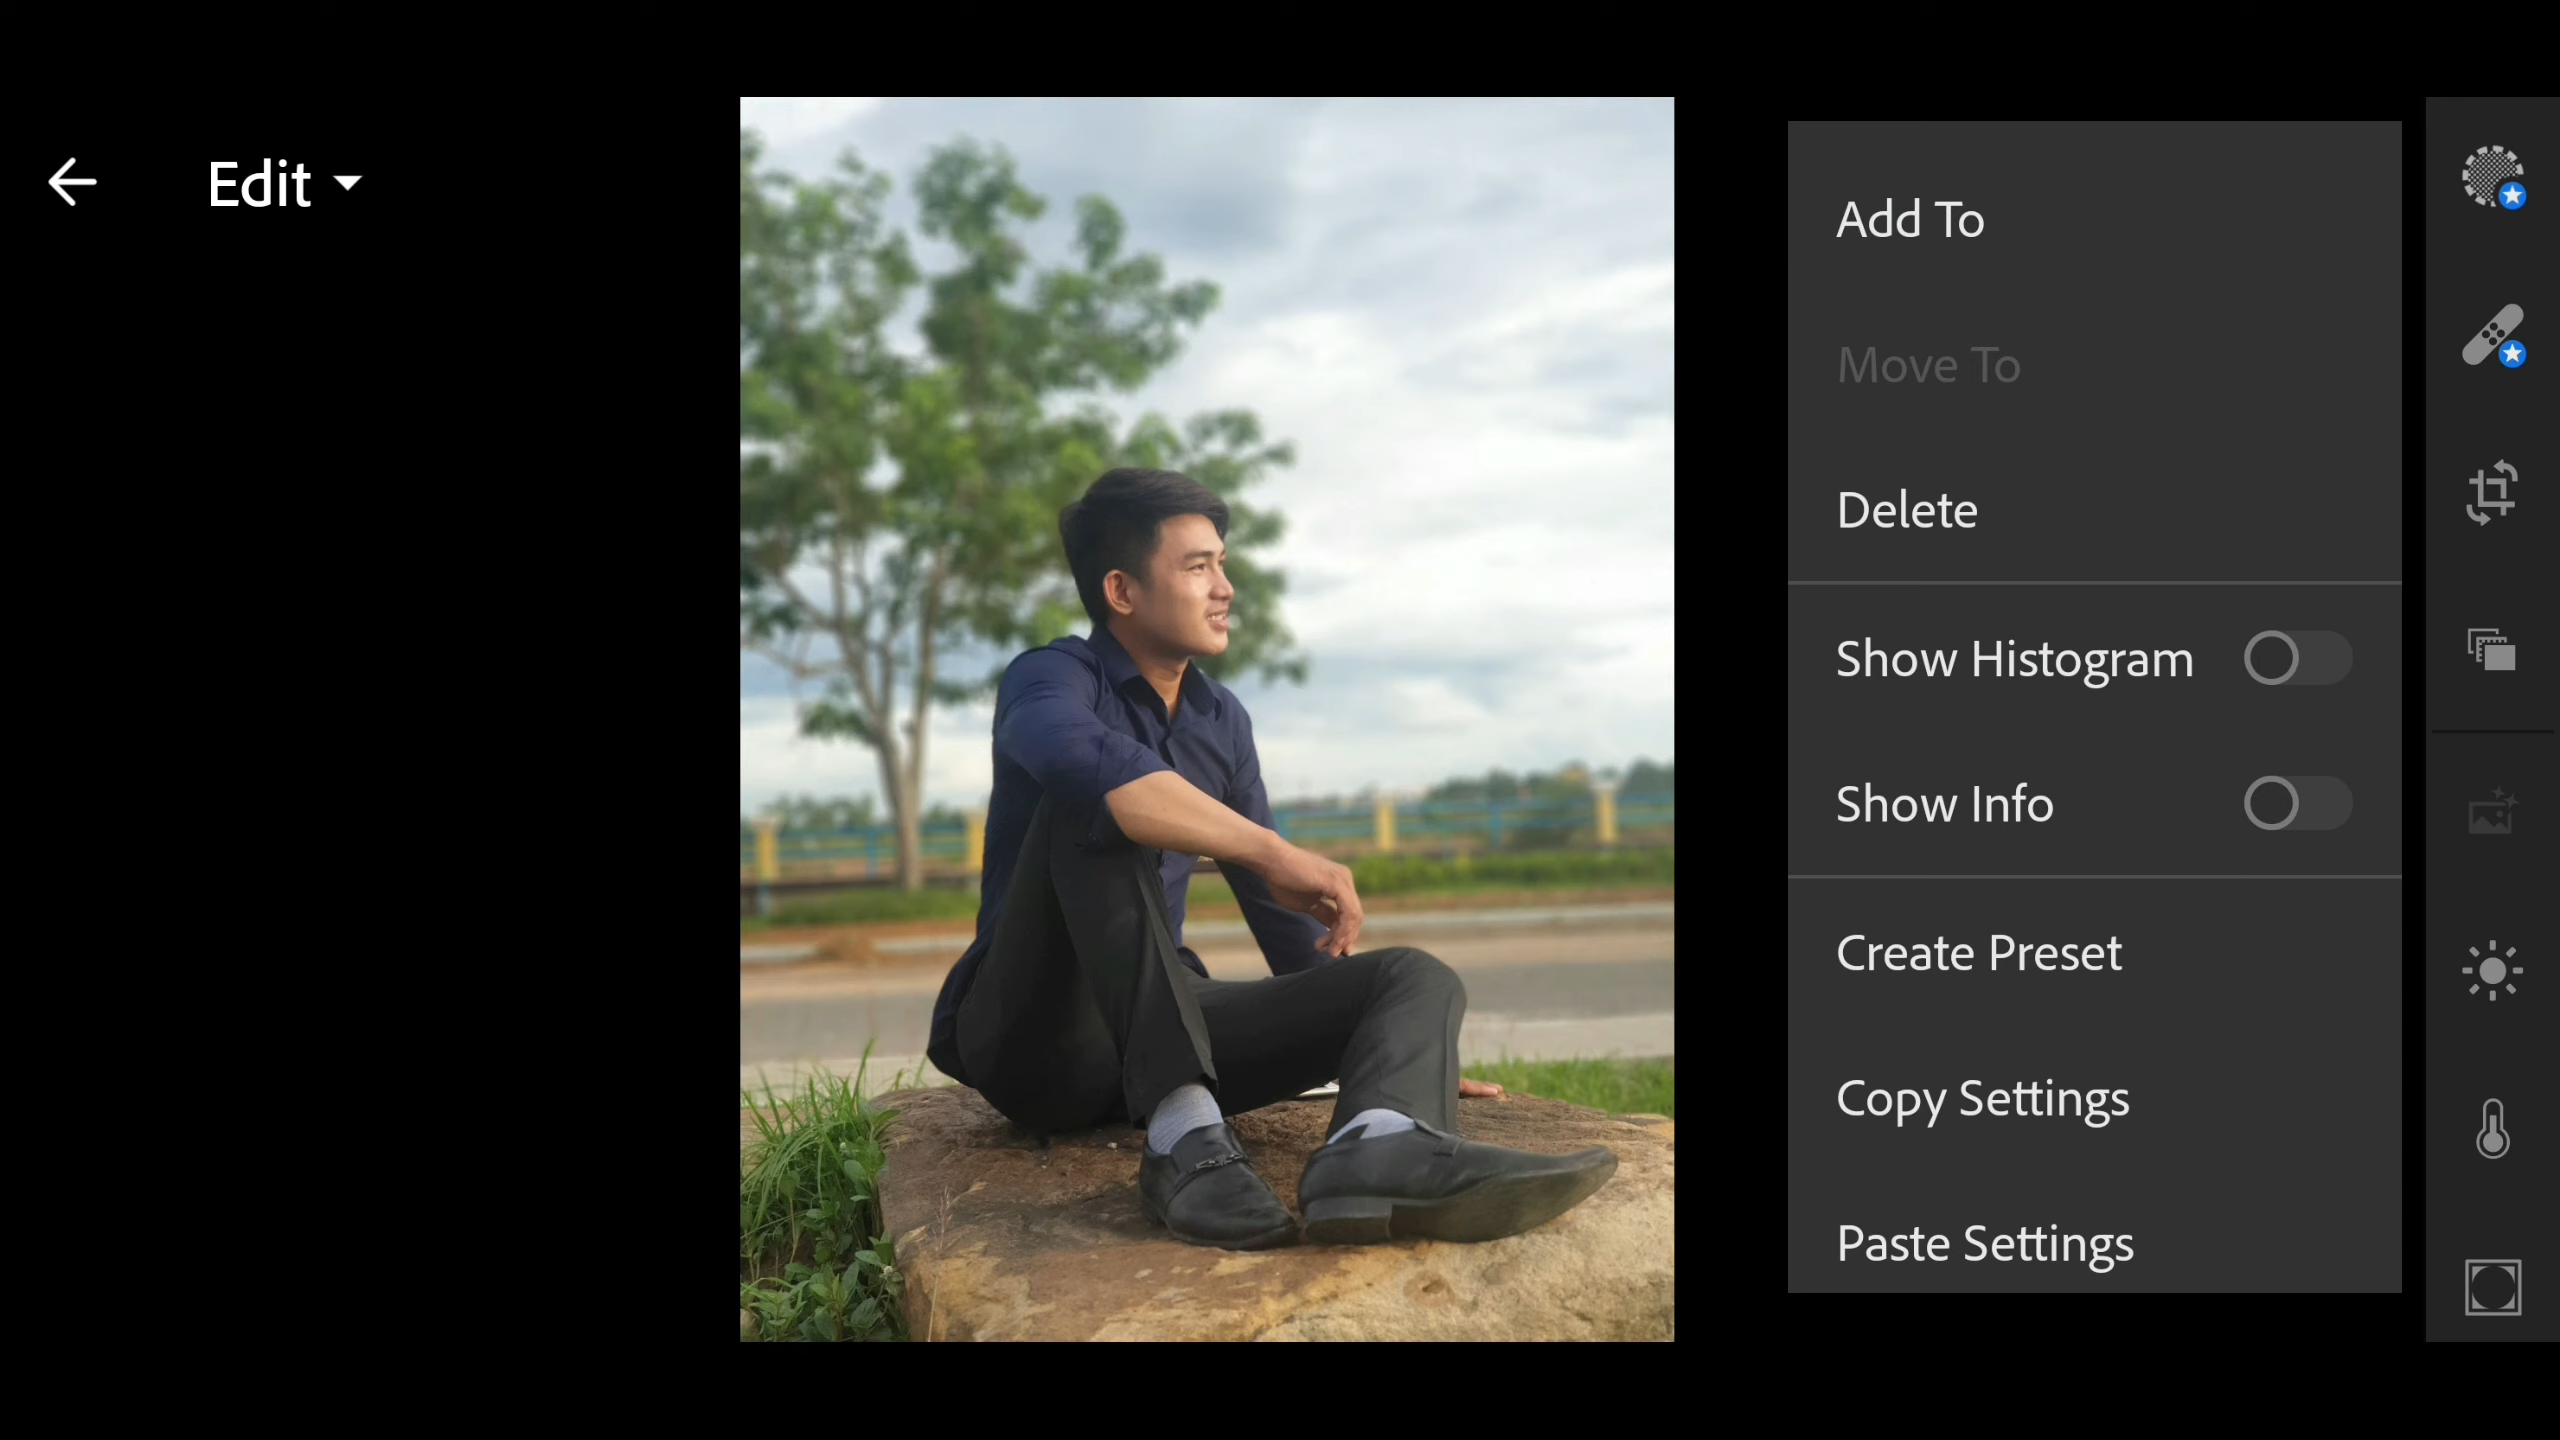 Edit
Add To
Move To
Delete
Show Histogram
Show Info
Create Preset
Copy Settings
Paste Settings